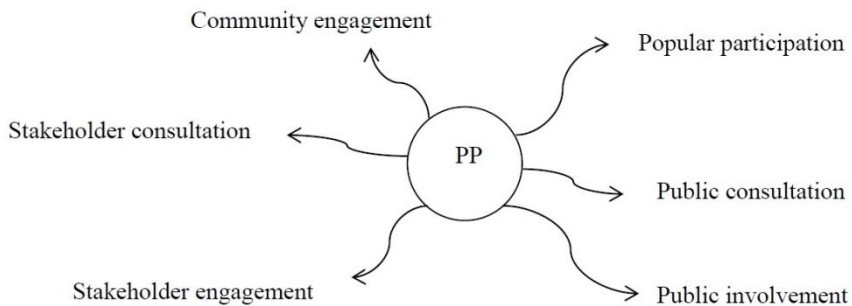 Community engagement
Popular participation
Stakeholder consultation
PP
Public consultation
Stakeholder engagement
Public involvement